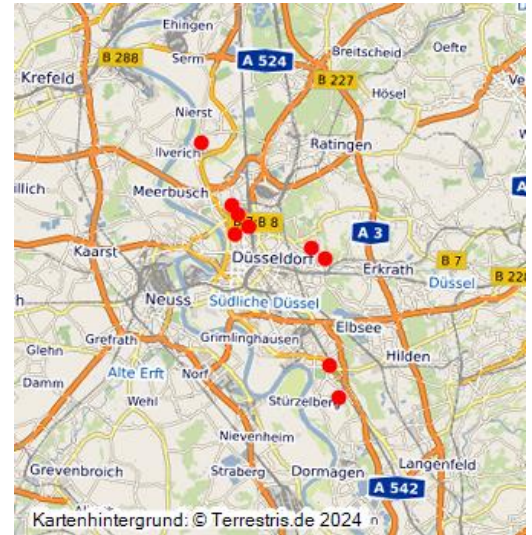 Ehingen
Krefeld
B 288
Serm
A 524
Breitscheid
Oefte
B 227
Hösel
Nierst
Ilverich
Ratingen
Meerbusch
B 8
A 3
Kaarst
Düsseldorf
Erkrath
B 7
B 228
Düssel
Neuss
Südliche Düssel
Elbsee
Grimlinghausen
Grefrath
Hilden
Glehn
Alte Erft
Norf
Damm
Wehl
Stürzelberg
Nievenheim
Langenfeld
Grevenbroich
Straberg
Dormagen
A 542
Kartenhintergrund: © Terrestris.de 2024